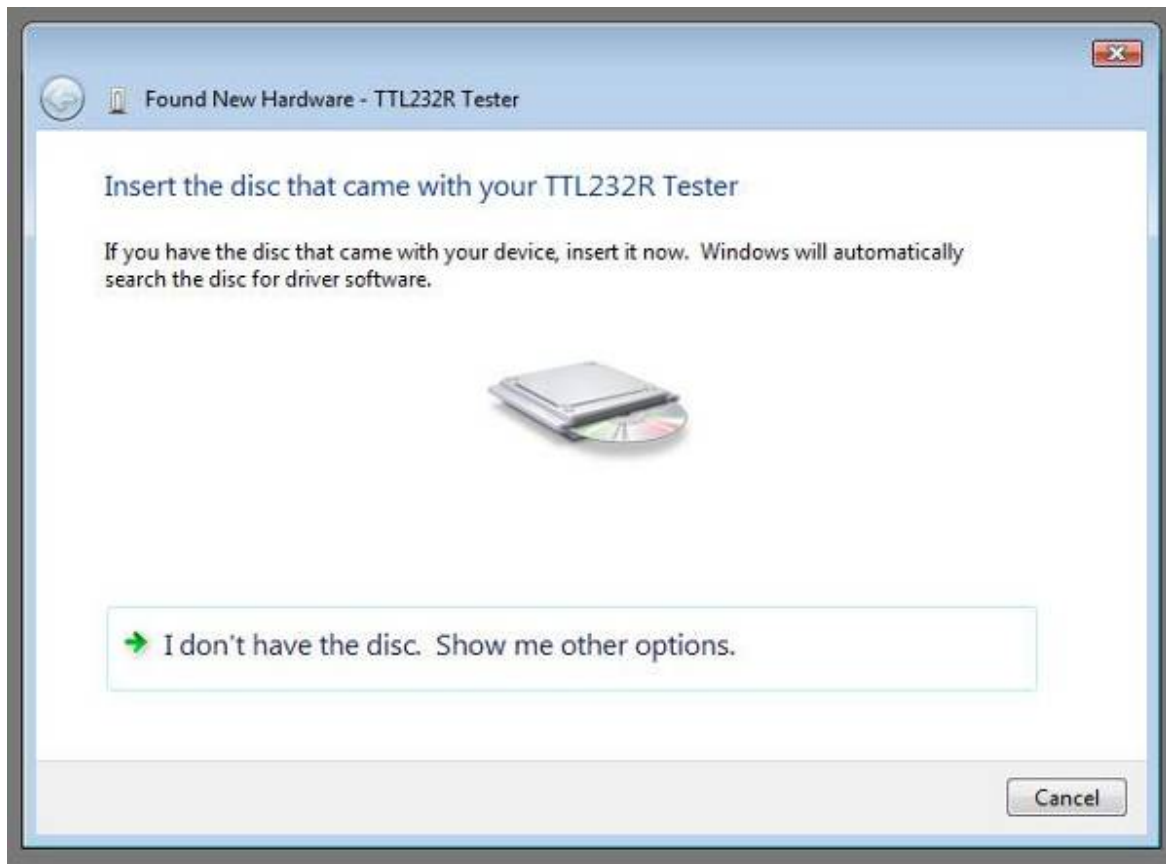 Found New Hardware - TTL232R Tester
Insert the disc that came with your TTL232R Tester
If you have the disc that came with your device, insert it now.  Windows will automatically
search the disc for driver software.
I don't have the disc.  Show me other options.
Cancel